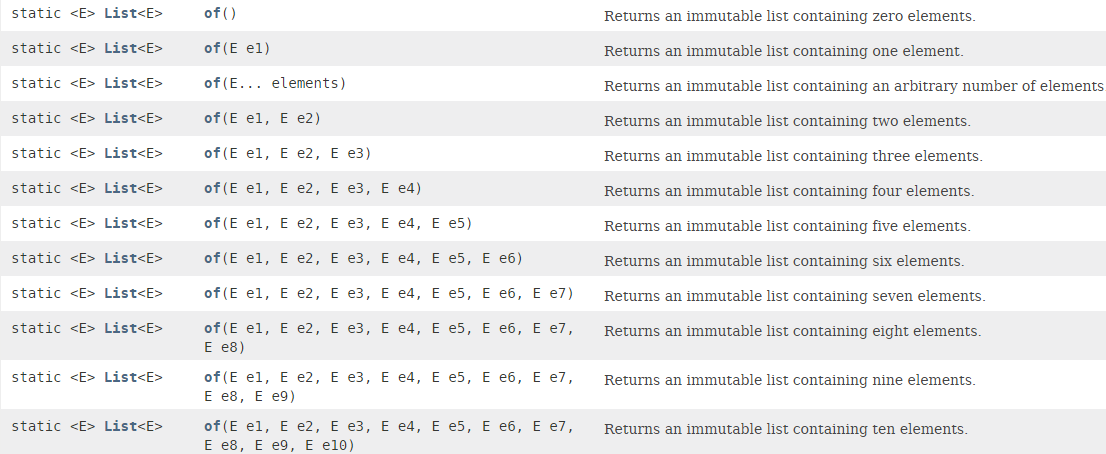 static <E> List<E> of() Returns an immutable list containing zero elements.
static <E> List<E> of(E e1) Returns an immutable list containing one element.
static <E> List<E> of(E... elements) Returns an immutable list containing an arbitrary number of elements
static <E> List<E> of(E e1, E e2) Returns an immutable list containing two elements.
static <E> List<E> of(E e1, E e2, E e3) Returns an immutable list containing three elements.
static <E> List<E> of(E e1, E e2, E e3, E e4) Returns an immutable list containing four elements.
static <E> List<E> of(E e1, E e2, E e3, E e4, E e5) Returns an immutable list containing five elements.
static <E> List<E> of(E e1, E e2, E e3, E e4, E e5, E e6) Returns an immutable list containing six elements.
static <E> List<E> of(E e1, E e2, E e3, E e4, E e5, E e6, E e7) Returns an immutable list containing seven elements.
static <E> List<E> of(E e1, E e2, E e3, E e4, E e5, E e6, E e7, Returns an immutable list containing eight elements.
E e8)
static <E> List<E> of(E e1, E e2, E e3, E e4, E e5, E e6, E e7, Returns an immutable list containing nine elements.
E e8, E e9)
static <E> List<E> of(E e1, E e2, E e3, E e4, E e5, E e6, E e7, Returns an immutable list containing ten elements.
E e8, E e9, E e10)